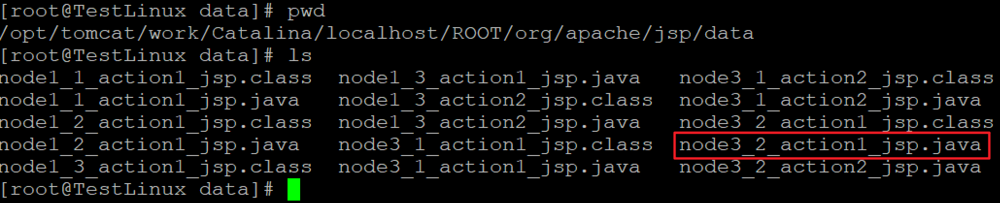 [root@TestLinux data]# pwd
/opt/tomcat/work/Catalina/localhost/ROOT/org/apache/jsp/data
[root@TestLinux data]# ls
node1_1_action1_jsp.class  node1_3_action1_jsp.java   node3_1_action2_jsp.class
node1_1_action1_jsp.java   node1_3_action2_jsp.class  node3_1_action2_jsp.java
node1_2_action1_jsp.class  node1_3_action2_jsp.java   node3_2_action1_jsp.class
node1_2_action1_jsp.java   node3_1_action1_jsp.class  node3_2_action1_jsp.java
node1_3_action1_jsp.class  node3_1_action1_jsp.java   node3_2_action2_jsp.java
[root@TestLinux data]#